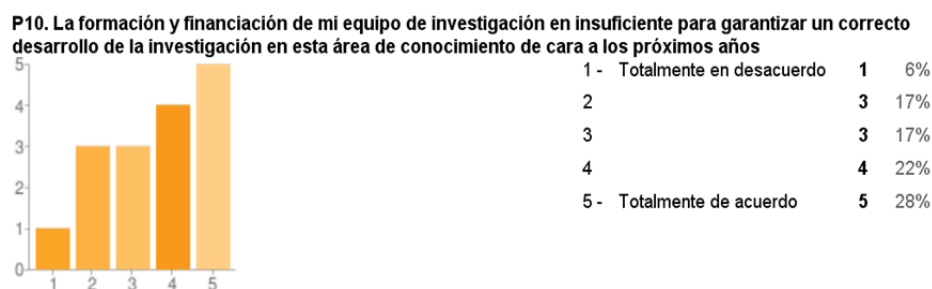 P10. La formación y financiación de mi equipo de investigación en insuficiente para garantizar un correcto
desarrollo de la investigación en esta área de conocimiento de cara a los próximos años
5
4
3
2
1
0
1 2 3 4 5
1 - Totalmente en desacuerdo 1 6%
2 3 17%
3 3 17%
4 4 22%
5 - Totalmente de acuerdo 5 28%